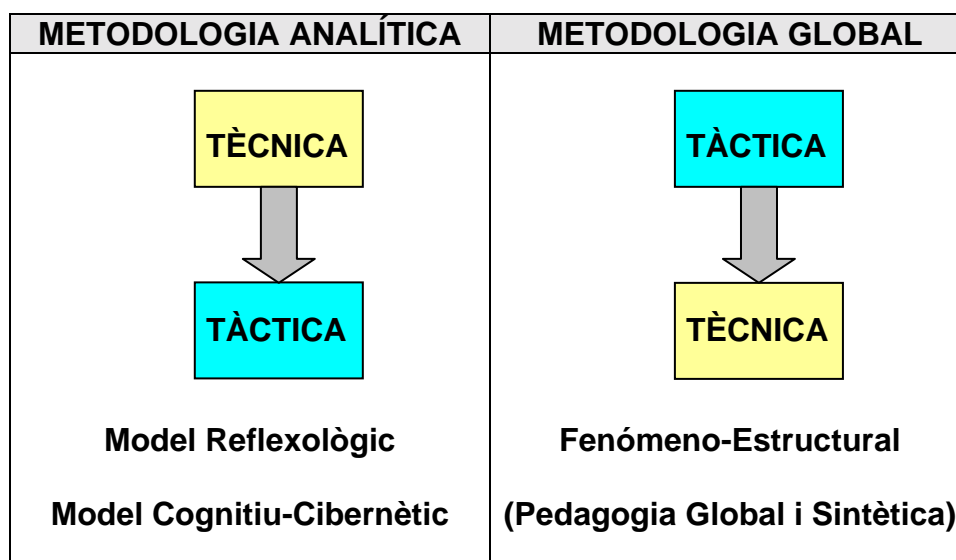 METODOLOGIA ANALÍTICA
TÈCNICA
TÀCTICA
Model Reflexològic
Model Cognitiu-Cibernètic
METODOLOGIA GLOBAL
TÀCTICA
TÈCNICA
Fenómeno-Estructural
(Pedagogia Global i Sintètica)